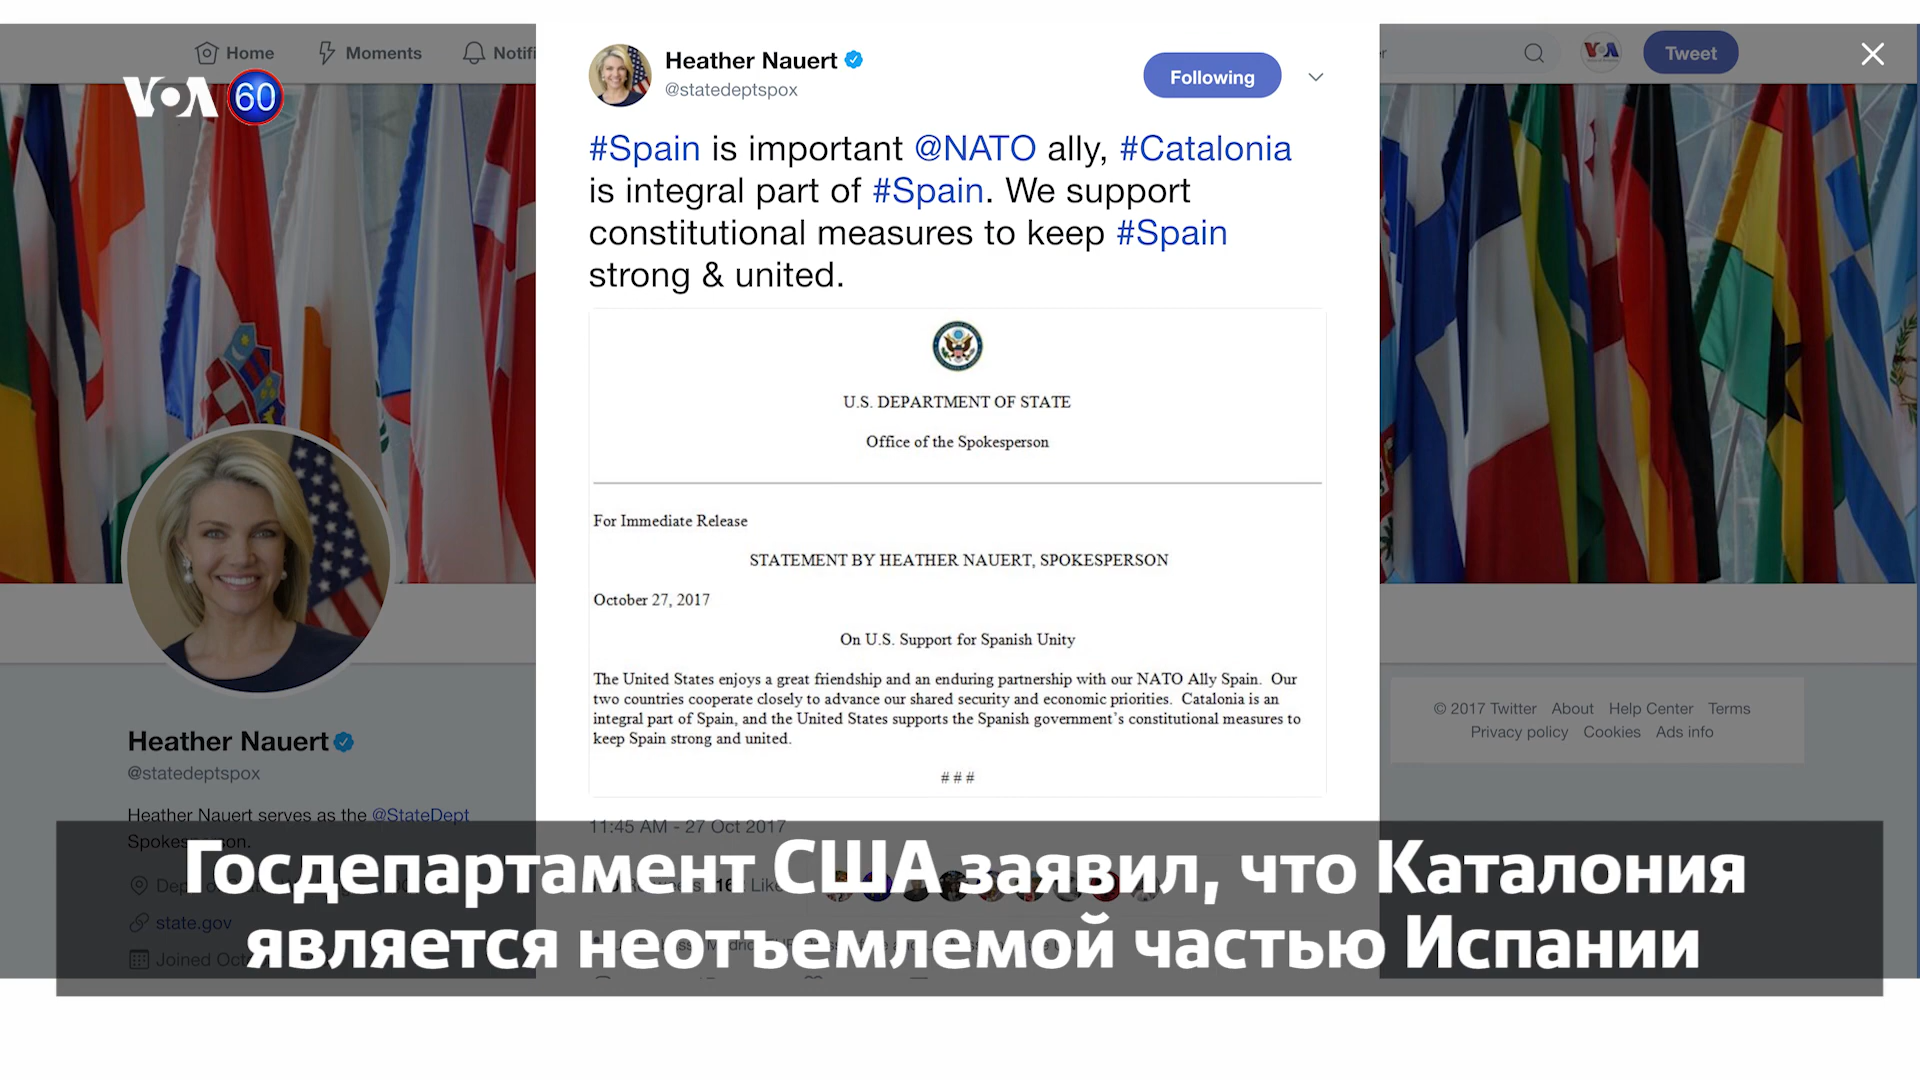 Home
Moments
Notifi
Tweet
VOA 60
Heather Nauert
@statedeptspox
Following
#Spain is important @NATO ally, #Catalonia
is integral part of #Spain. We support
constitutional measures to keep #Spain
strong & united.
U.S. DEPARTMENT OF STATE
Office of the Spokesperson
For Immediate Release
STATEMENT BY HEATHER NAUERT, SPOKESPERSON
October 27, 2017
On U.S. Support for Spanish Unity
The United States enjoys a great friendship and an enduring partnership with our NATO Ally Spain. Our
two countries cooperate closely to advance our shared security and economic priorities. Catalonia is an
integral part of Spain, and the United States supports the Spanish government's constitutional measures to
keep Spain strong and united.
# # #
11:45 AM - 27 Oct 2017
Heather Nauert
@statedeptspox
Heather Nauert serves as the @StateDept
Spokesperson.
state.gov
Joined
© 2017 Twitter About Help Center Terms
Privacy policy Cookies Ads info
Госдепартамент США заявил, что Каталония
является неотъемлемой частью Испании